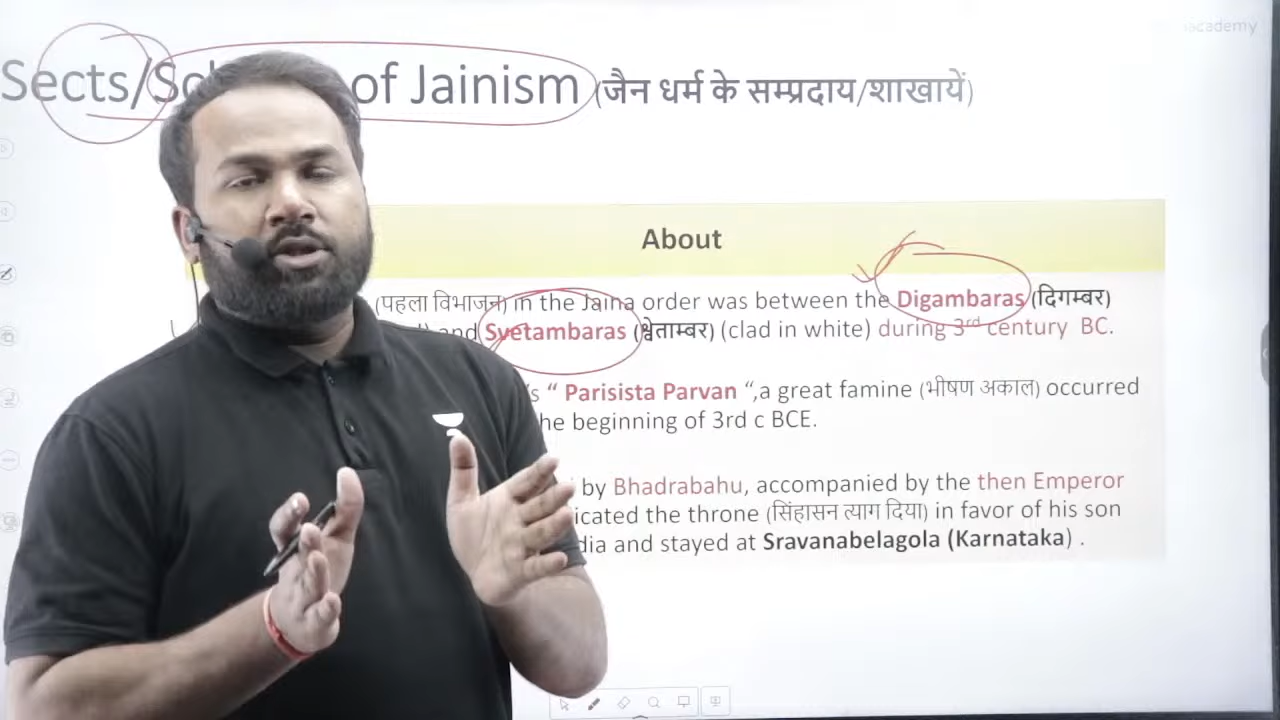 academy
Sects/Sc of Jainism (जैन धर्म के सम्प्रदाय/शाखायें)
About
(पहला विभाजन) in the Jaina order was between the Digambaras (दिगम्बर)
and Svetambaras (श्वेताम्बर) (clad in white) during 3rd century BC.
's “ Parisista Parvan “,a great famine (भीषण अकाल) occurred
he beginning of 3rd c BCE.
by Bhadrabahu, accompanied by the then Emperor
icated the throne (सिंहासन त्याग दिया) in favor of his son
dia and stayed at Sravanabelagola (Karnataka) .